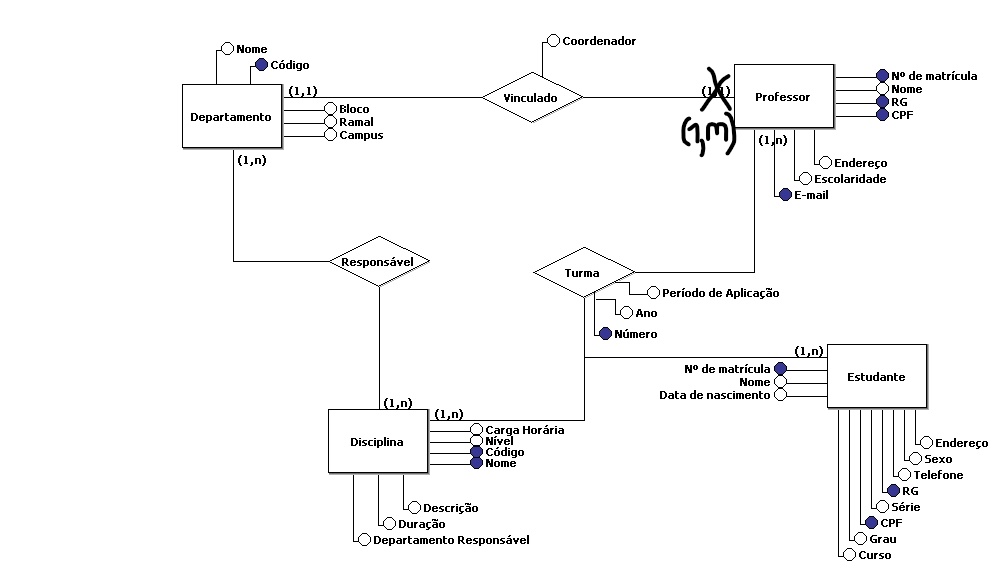 Coordenador
Nome
Código
Departamento
(1,1)
Bloco
Ramal
Campus
(1,n)
Vinculado
(1,1)
(1,m)
Professor
Nº de matrícula
Nome
RG
CPF
(1,n)
Endereço
Escolaridade
E-mail
Responsável
Turma
Período de Aplicação
Ano
Número
(1,n)
Nº de matrícula
Nome
Data de nascimento
Estudante
(1,n)
(1,n)
Disciplina
Carga Horária
Nível
Código
Nome
Descrição
Duração
Departamento Responsável
Endereço
Sexo
Telefone
RG
Série
CPF
Grau
Curso